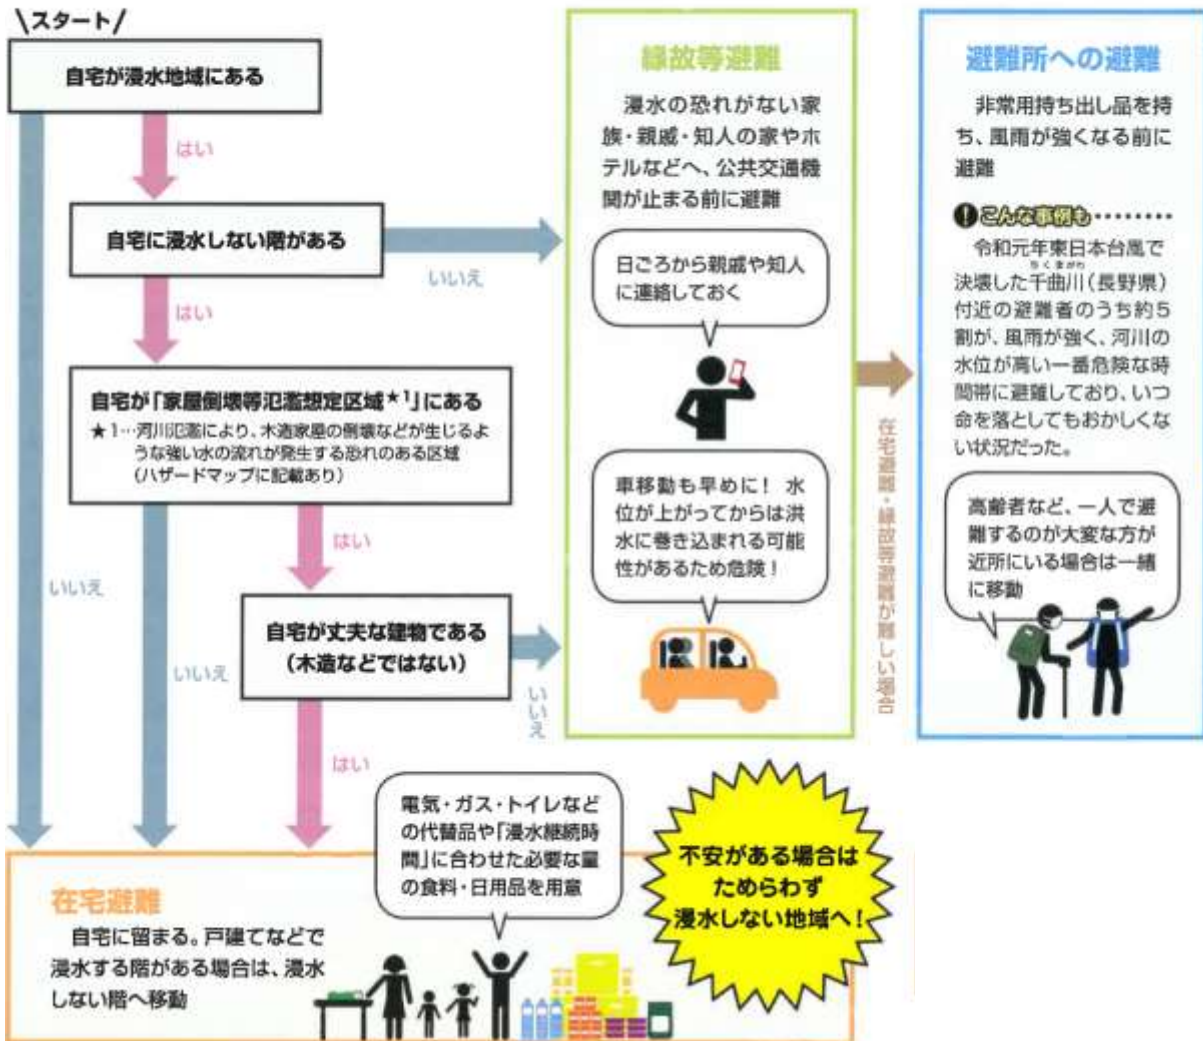 \スタート/
自宅が浸水地域にある
はい
自宅に浸水しない階がある
いいえ
はい
自宅が「家屋倒壊等氾濫想定区域★1」にある
★1…河川氾濫により、木造家屋の倒壊などが生じるよ
うな強い水の流れが発生する恐れのある区域
(ハザードマップに記載あり)
はい
いいえ
いいえ
自宅が丈夫な建物である
(木造などではない)
いいえ
はい
縁故等避難
浸水の恐れがない家
族・親戚・知人の家やホ
テルなどへ、公共交通機
関が止まる前に避難
日ごろから親戚や知人
に連絡しておく
車移動も早めに! 水
位が上がってからは洪
水に巻き込まれる可能
性があるため危険!
在宅避難・縁故等避難が難しい場合
避難所への避難
非常用持ち出し品を持
ち、風雨が強くなる前に
避難
!こんな事例も………
令和元年東日本台風で
ちくまがわ
決壊した千曲川(長野県)
付近の避難者のうち約5
割が、風雨が強く、河川の
水位が高い一番危険な時
間帯に避難しており、いつ
命を落としてもおかしくな
い状況だった。
高齢者など、一人で避
難するのが大変な方が
近所にいる場合は一緒
に移動
在宅避難
自宅に留まる。戸建てなどで
浸水する階がある場合は、浸水
しない階へ移動
電気・ガス・トイレなど
の代替品や「浸水継続時
間」に合わせた必要な量
の食料・日用品を用意
不安がある場合は
ためらわず
浸水しない地域へ!